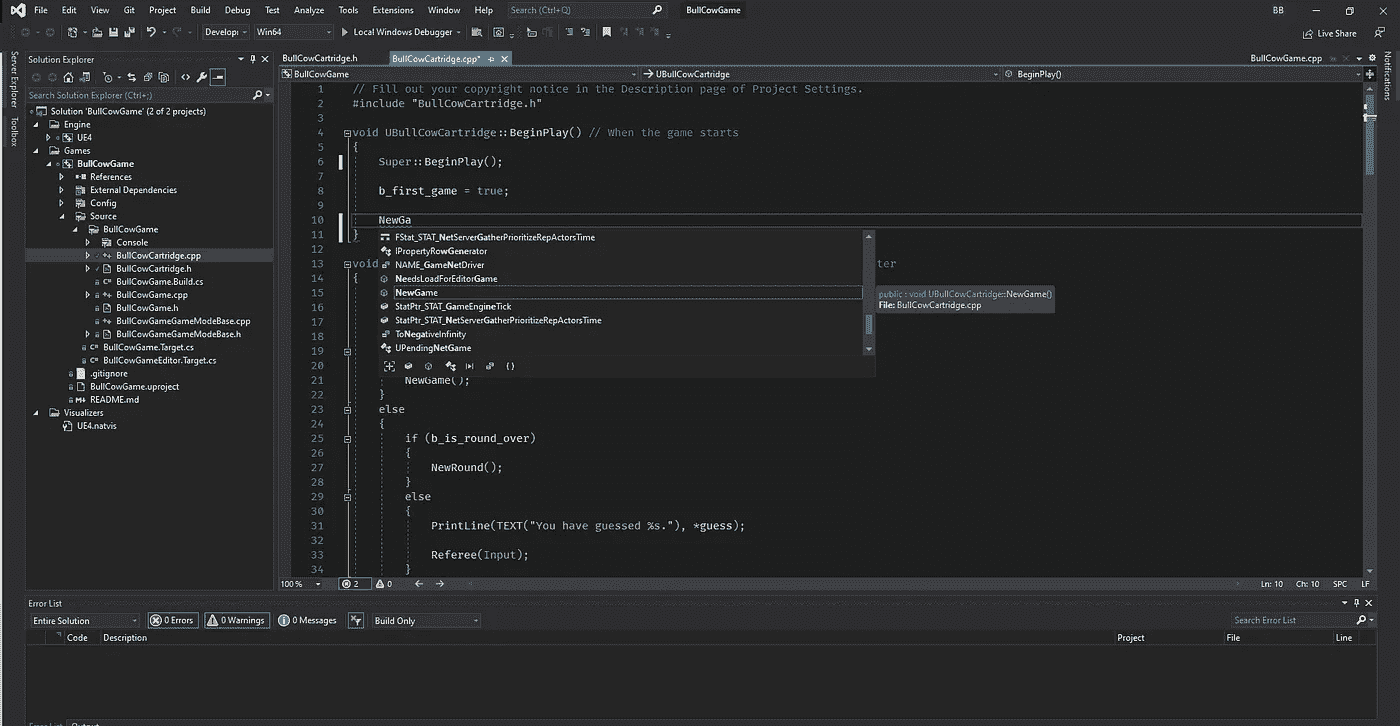 File Edit View Git Project Build Debug Test Analyze Tools Extensions Window Help Search (Ctrl+Q) BullCowGame BB
Develop Win64 Local Windows Debugger Live Share
Server Explorer
Toolbox
Notifications
Solution Explorer
Search Solution Explorer (Ctrl+;)
Solution 'BullCowGame' (2 of 2 projects)
Engine
UE4
Games
BullCowGame
References
External Dependencies
Config
Source
BullCowGame
Console
BullCowCartridge.cpp
BullCowCartridge.h
BullCowGame.Build.cs
BullCowGame.cpp
BullCowGame.h
BullCowGameGameModeBase.cpp
BullCowGameGameModeBase.h
BullCowGame.Target.cs
BullCowGameEditor.Target.cs
.gitignore
BullCowGame.uproject
README.md
Visualizers
UE4.natvis
BullCowCartridge.h BullCowCartridge.cpp* BullCowGame.cpp
BullCowGame UBullCowCartridge BeginPlay()
1 // Fill out your copyright notice in the Description page of Project Settings.
2 #include "BullCowCartridge.h"
3
4 void UBullCowCartridge::BeginPlay() // When the game starts
5 {
6 Super::BeginPlay();
7
8 b_first_game = true;
9
10 NewGa
11 }
12
13 void ter
14 {
15
16
17
18
19
20
21 NewGame();
22 }
23 else
24 {
25 if (b_is_round_over)
26 {
27 NewRound();
28 }
29 else
30 {
31 PrintLine(TEXT("You have guessed %s."), *guess);
32
33 Referee(Input);
34 }
FStat_STAT_NetServerGatherPrioritizeRepActorsTime
IPropertyRowGenerator
NAME_GameNetDriver
NeedsLoadForEditorGame
NewGame
StatPtr_STAT_GameEngineTick
StatPtr_STAT_NetServerGatherPrioritizeRepActorsTime
ToNegativeInfinity
UPendingNetGame
public : void UBullCowCartridge::NewGame()
File: BullCowCartridge.cpp
100 % 2 0 Ln: 10 Ch: 10 SPC LF
Error List
Entire Solution 0 Errors 0 Warnings 0 Messages Build Only Search Error List
Code Description Project File Line
Error List Output